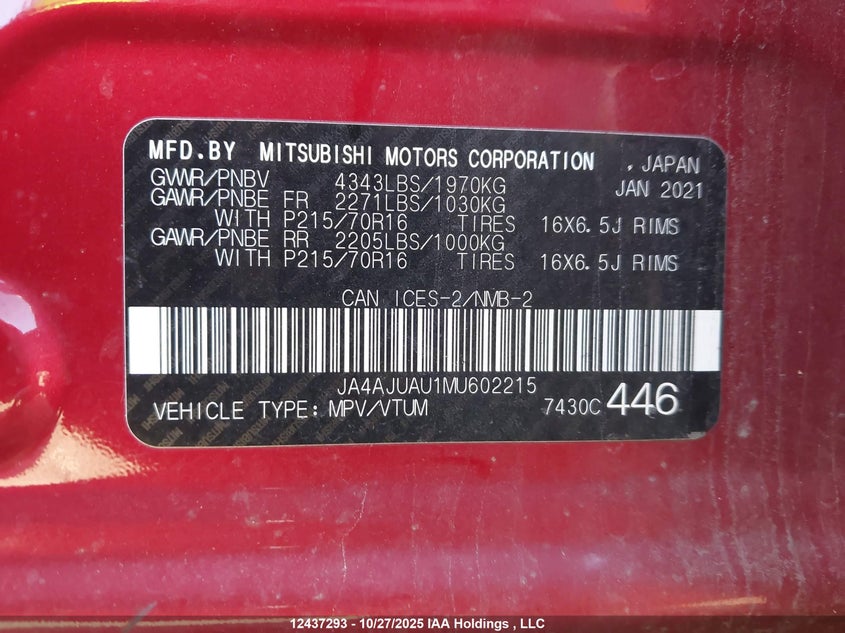 MFD.BY MITSUBISHI MOTORS CORPORATION , JAPAN
GVWR/PNBV 4343LBS/1970KG JAN 2021
GAWR/PNBE FR 2271LBS/1030KG
WITH P215/70R16 TIRES 16X6.5J RIMS
GAWR/PNBE RR 2205LBS/1000KG
WITH P215/70R16 TIRES 16X6.5J RIMS
CAN ICES-2/NMB-2
JA4AJUAU1MU602215
VEHICLE TYPE: MPV/VTUM 7430C 446
12437293 - 10/27/2025 IAA Holdings , LLC